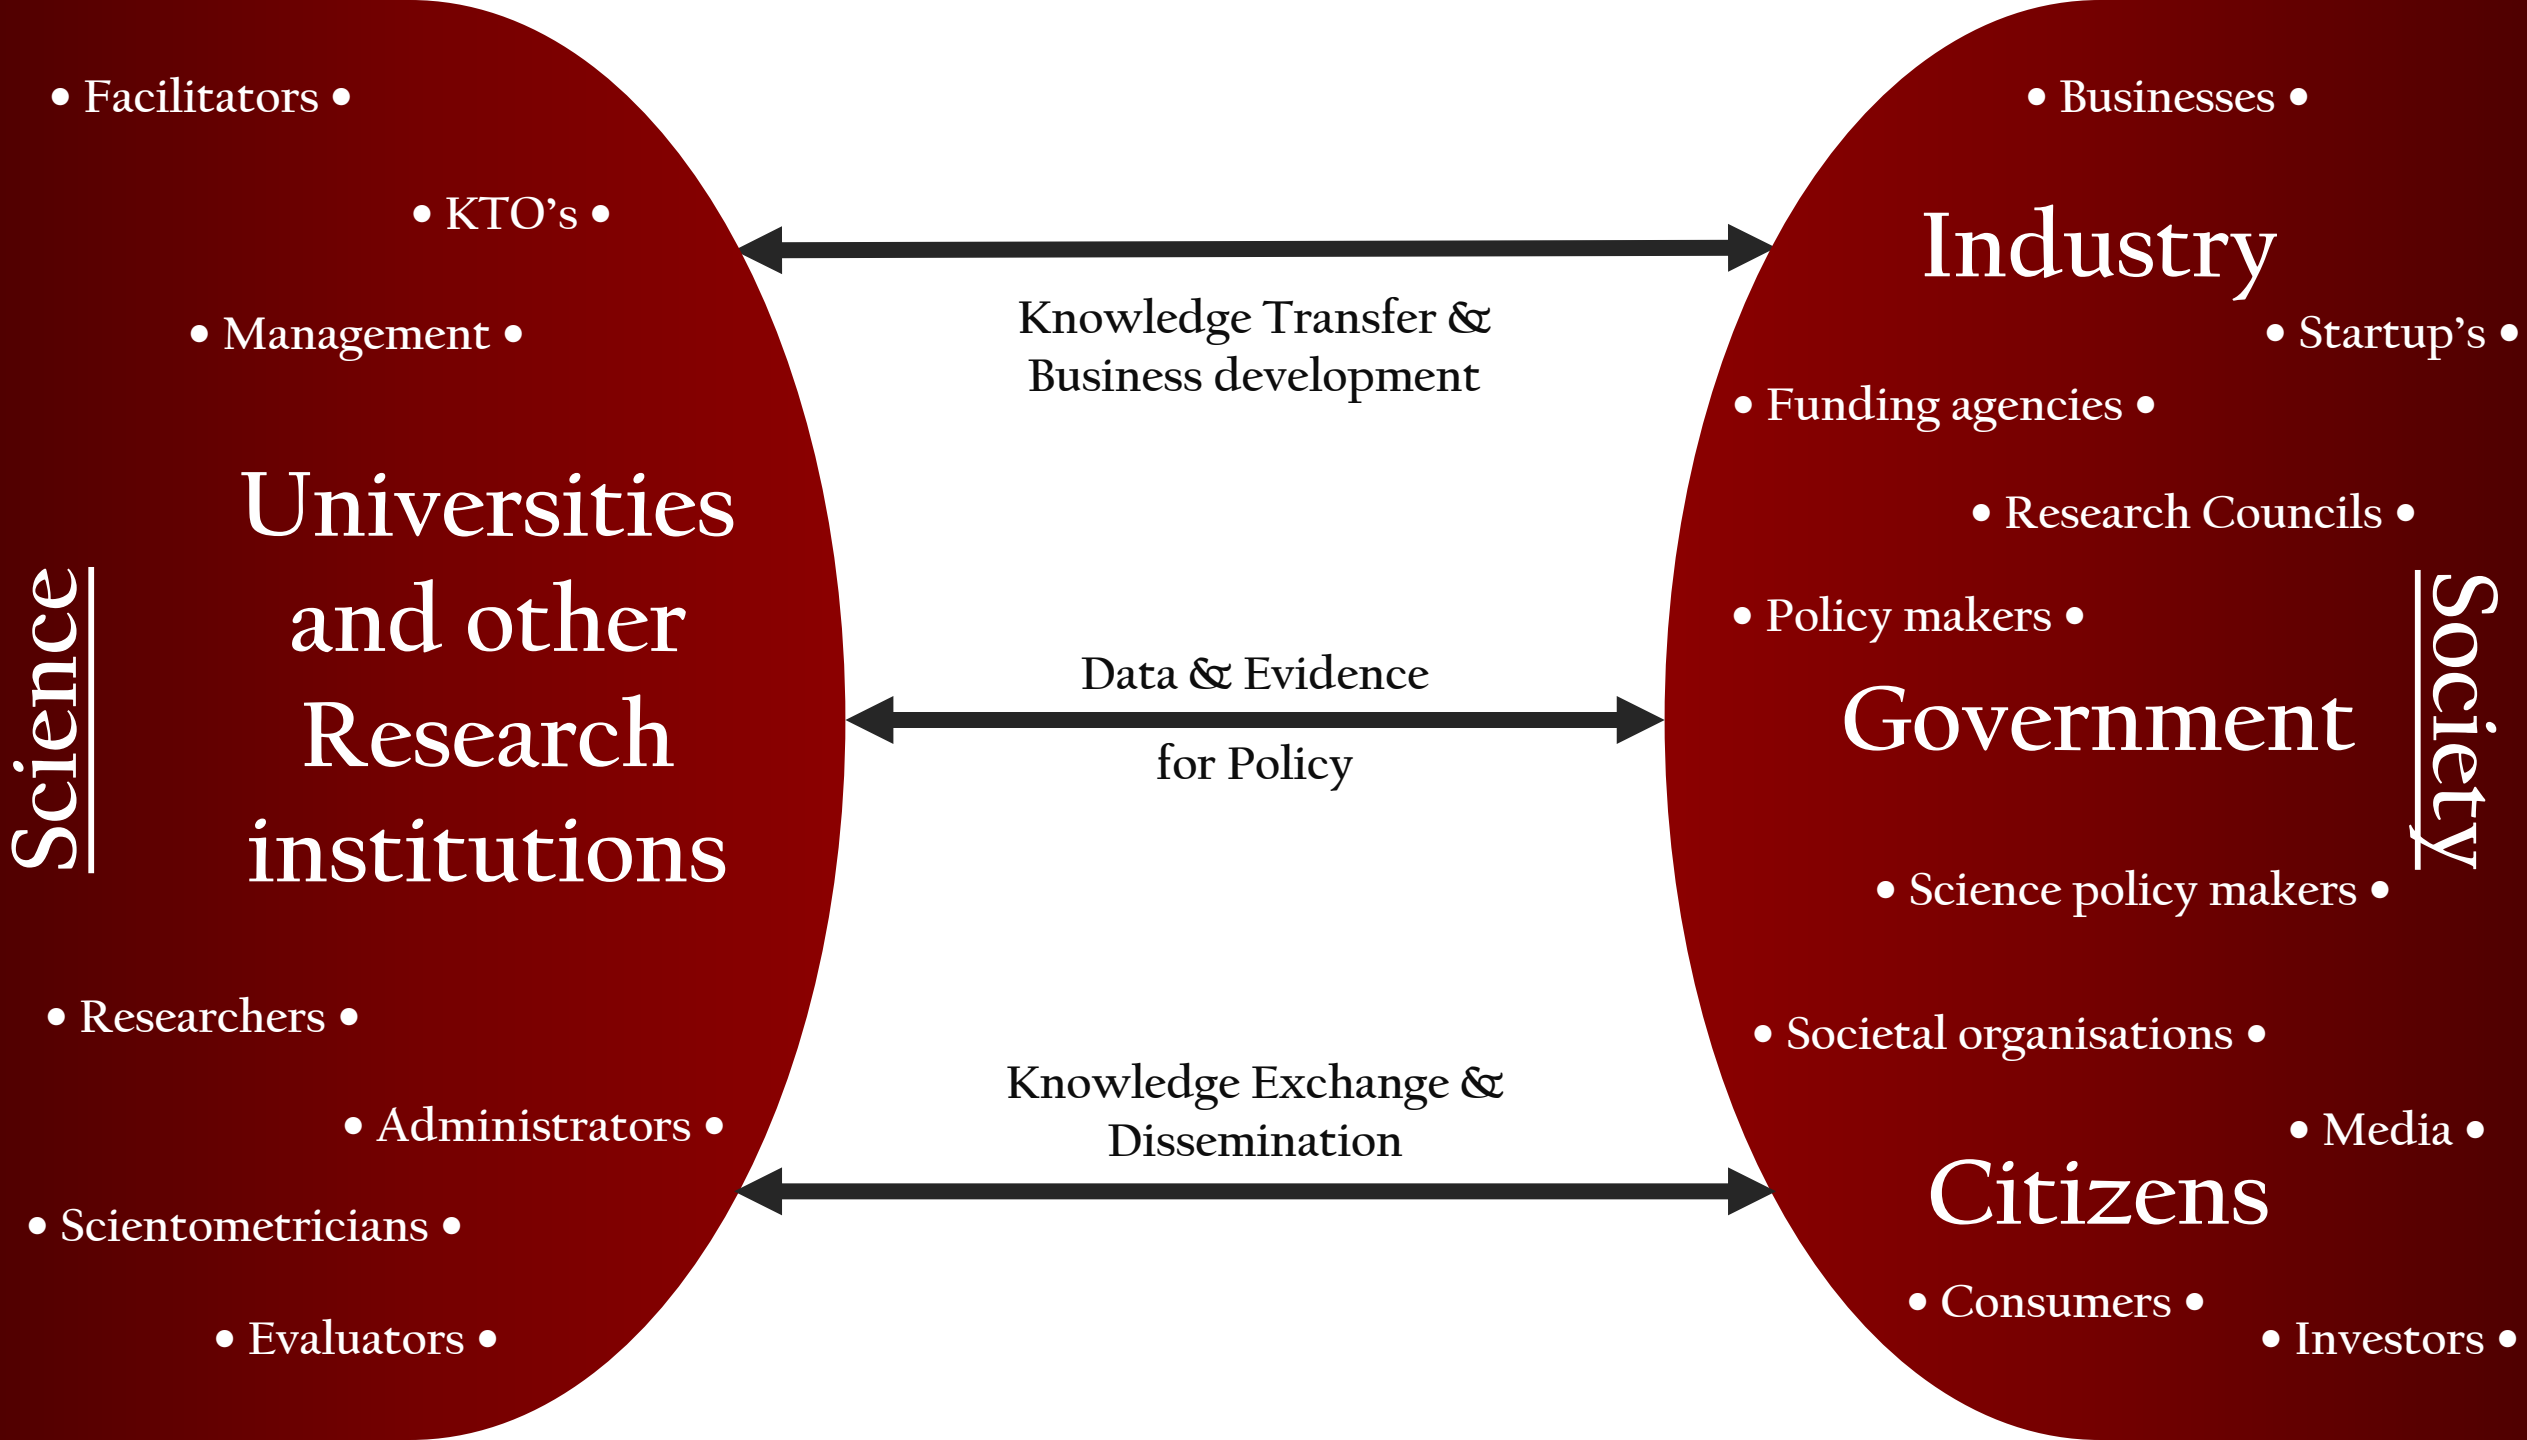 • Facilitators •
• KTO’s •
• Management •
Science
Universities
and other
Research
institutions
• Researchers •
• Administrators •
• Scientometricians •
• Evaluators •
Knowledge Transfer &
Business development
Data & Evidence
for Policy
Knowledge Exchange &
Dissemination
• Businesses •
Industry
• Startup’s •
• Funding agencies •
• Research Councils •
• Policy makers •
Government
Society
• Science policy makers •
• Societal organisations •
• Media •
Citizens
• Consumers •
• Investors •